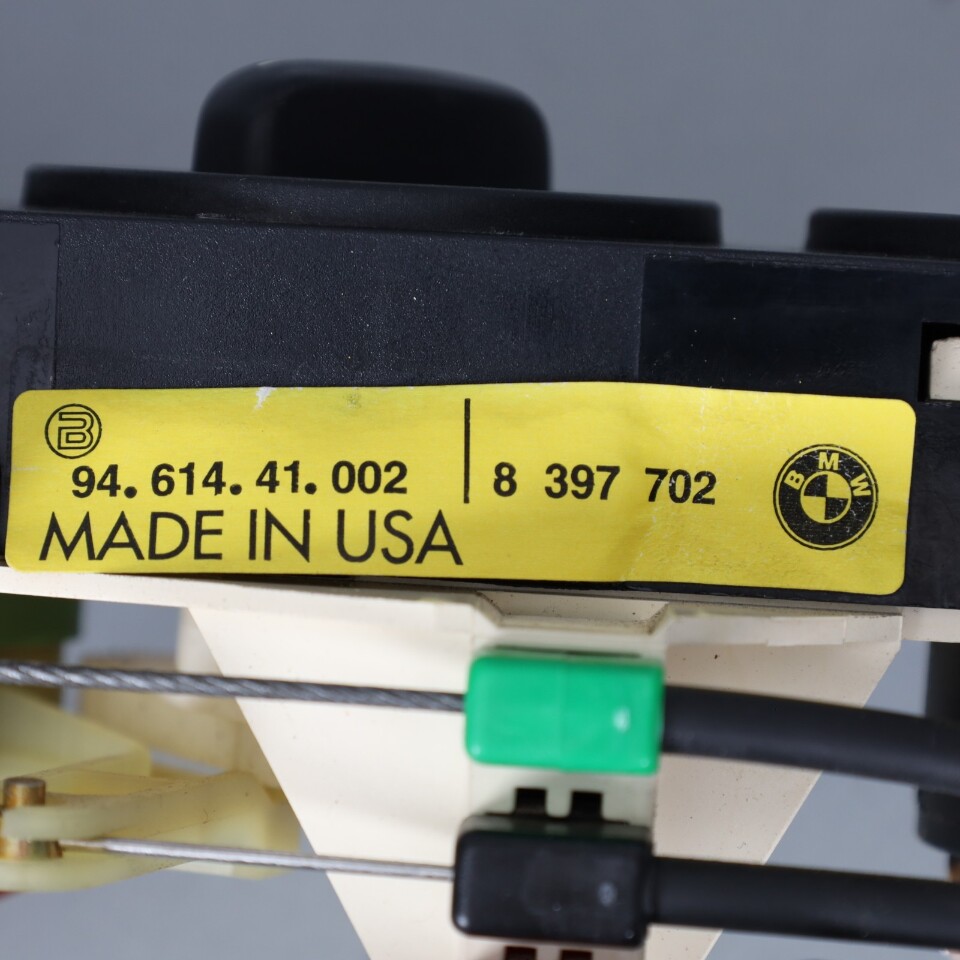 B
94.614.41.002
8 397 702
BMW
MADE IN USA